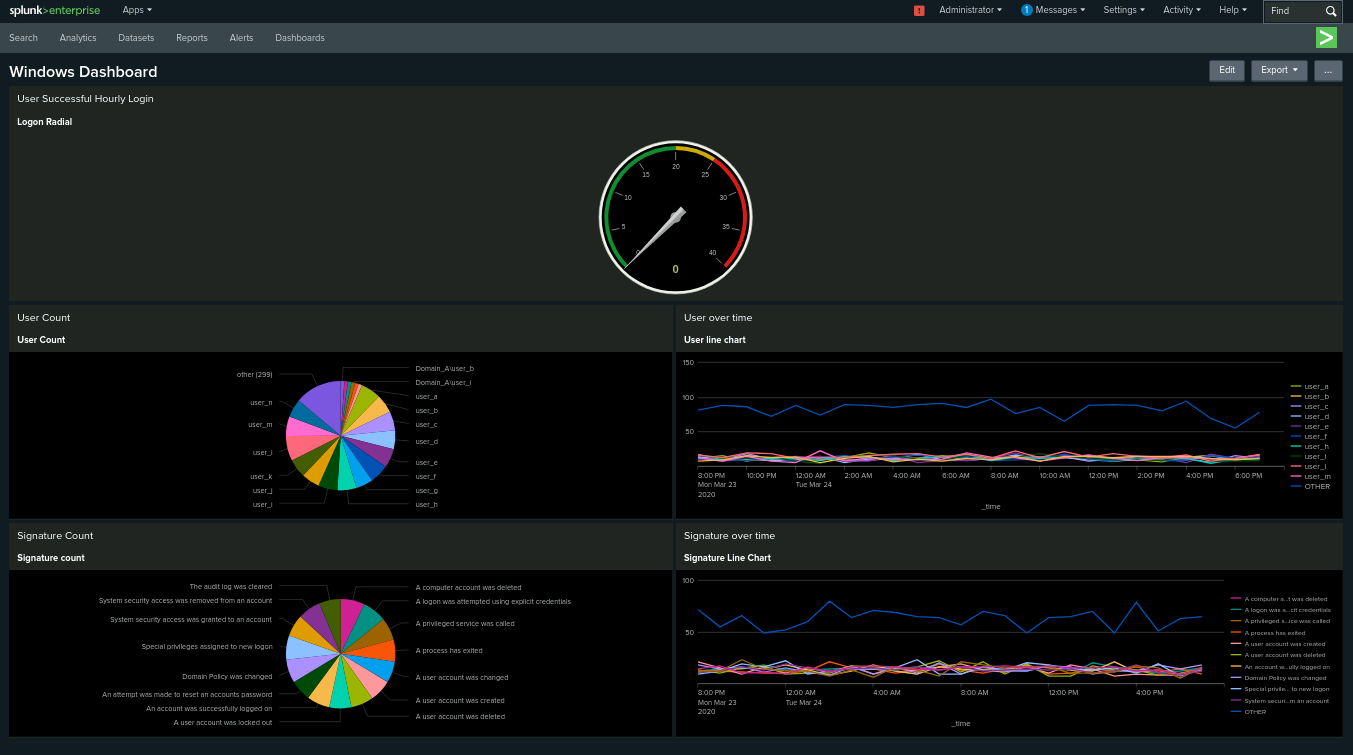 splunk>enterprise Apps ▾ ! Administrator ▾ 1 Messages ▾ Settings ▾ Activity ▾ Help ▾ Find
Search Analytics Datasets Reports Alerts Dashboards >
Windows Dashboard Edit Export ▾ ...
User Successful Hourly Login
Logon Radial
0 5 10 15 20 25 30 35 40
0
User Count
User Count
other (299)
user_n
user_m
user_l
user_k
user_j
user_i
Domain_A\user_b
Domain_A\user_i
user_a
user_b
user_c
user_d
user_e
user_f
user_g
user_h
User over time
User line chart
150
100
50
8:00 PM 10:00 PM 12:00 AM 2:00 AM 4:00 AM 6:00 AM 8:00 AM 10:00 AM 12:00 PM 2:00 PM 4:00 PM 6:00 PM
Mon Mar 23 Tue Mar 24
2020
_time
user_a
user_b
user_c
user_d
user_e
user_f
user_h
user_i
user_l
user_m
OTHER
Signature Count
Signature count
The audit log was cleared
System security access was removed from an account
System security access was granted to an account
Special privileges assigned to new logon
Domain Policy was changed
An attempt was made to reset an accounts password
An account was successfully logged on
A user account was locked out
A computer account was deleted
A logon was attempted using explicit credentials
A privileged service was called
A process has exited
A user account was changed
A user account was created
A user account was deleted
Signature over time
Signature Line Chart
100
50
8:00 PM 12:00 AM 4:00 AM 8:00 AM 12:00 PM 4:00 PM
Mon Mar 23 Tue Mar 24
2020
_time
A computer a...t was deleted
A logon was a...cit credentials
A privileged s...ice was called
A process has exited
A user account was created
A user account was deleted
An account w...ully logged on
Domain Policy was changed
Special privile... to new logon
System securi...m an account
OTHER